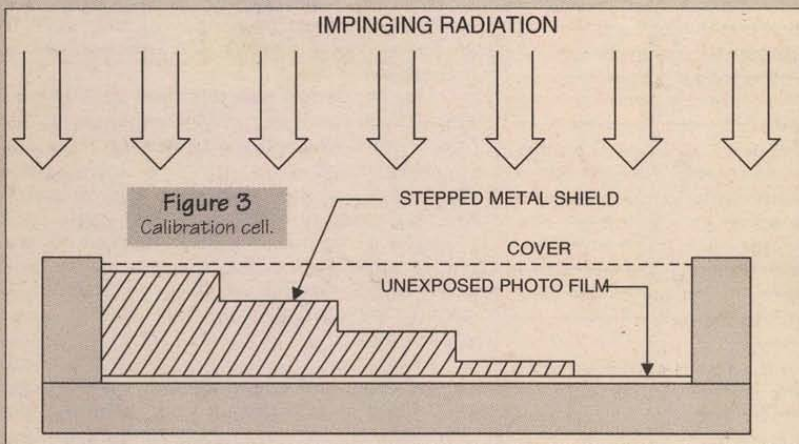 IMPINGING RADIATION
Figure 3
Calibration cell.
STEPPED METAL SHIELD
COVER
UNEXPOSED PHOTO FILM